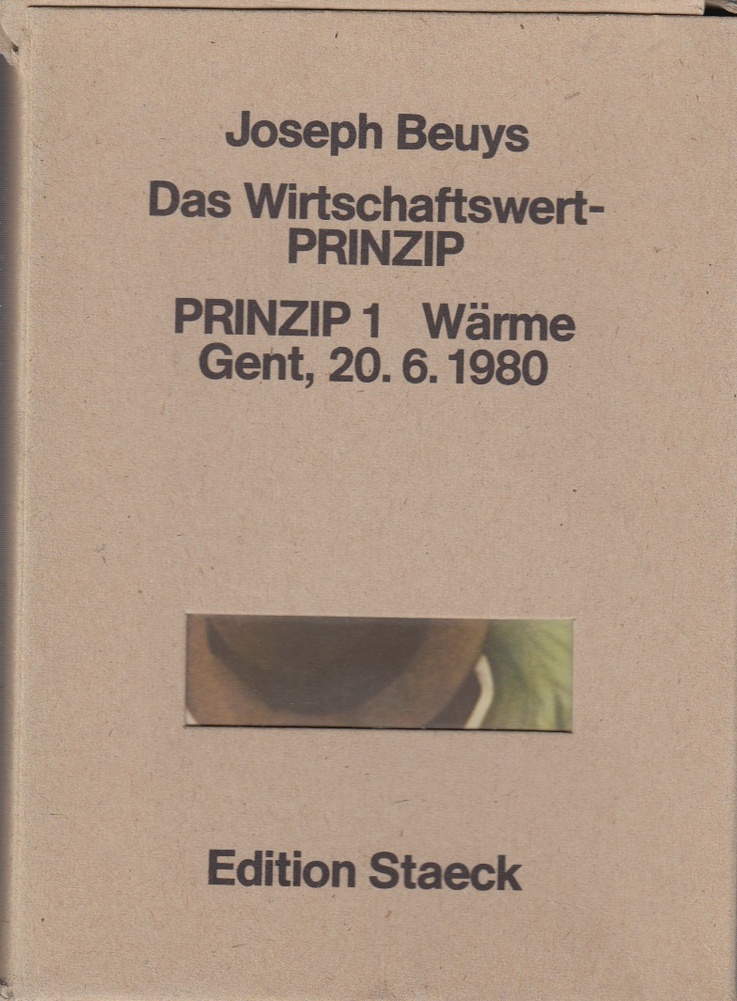 Joseph Beuys
Das Wirtschaftswert-
PRINZIP
PRINZIP 1 Wärme
Gent, 20. 6. 1980
Edition Staeck